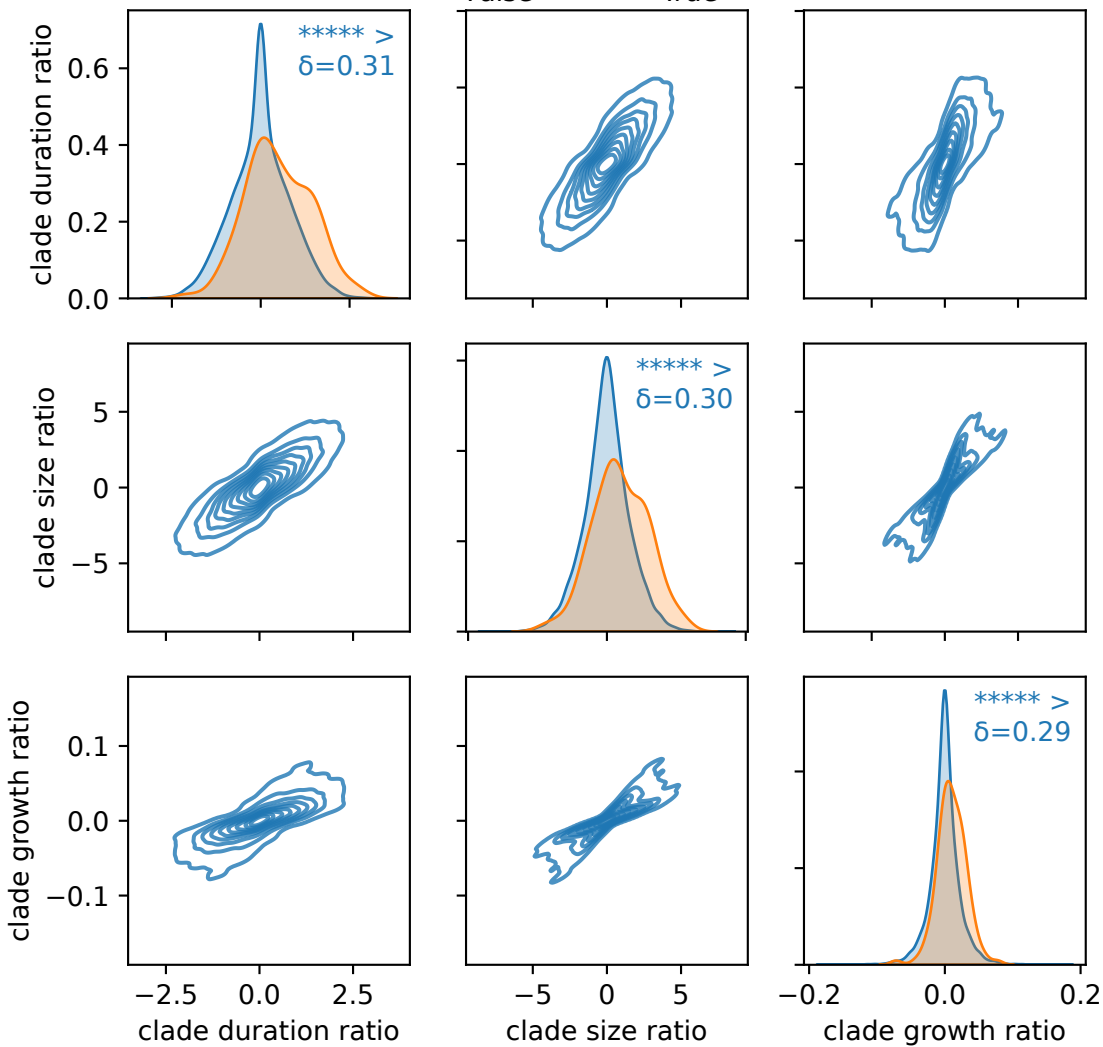 ***** >
δ=0.31
clade duration ratio
0.6
0.4
0.2
0.0
***** >
δ=0.30
clade size ratio
5
0
−5
***** >
δ=0.29
clade growth ratio
0.1
0.0
−0.1
−2.5 0.0 2.5 −5 0 5 −0.2 0.0 0.2
clade duration ratio clade size ratio clade growth ratio